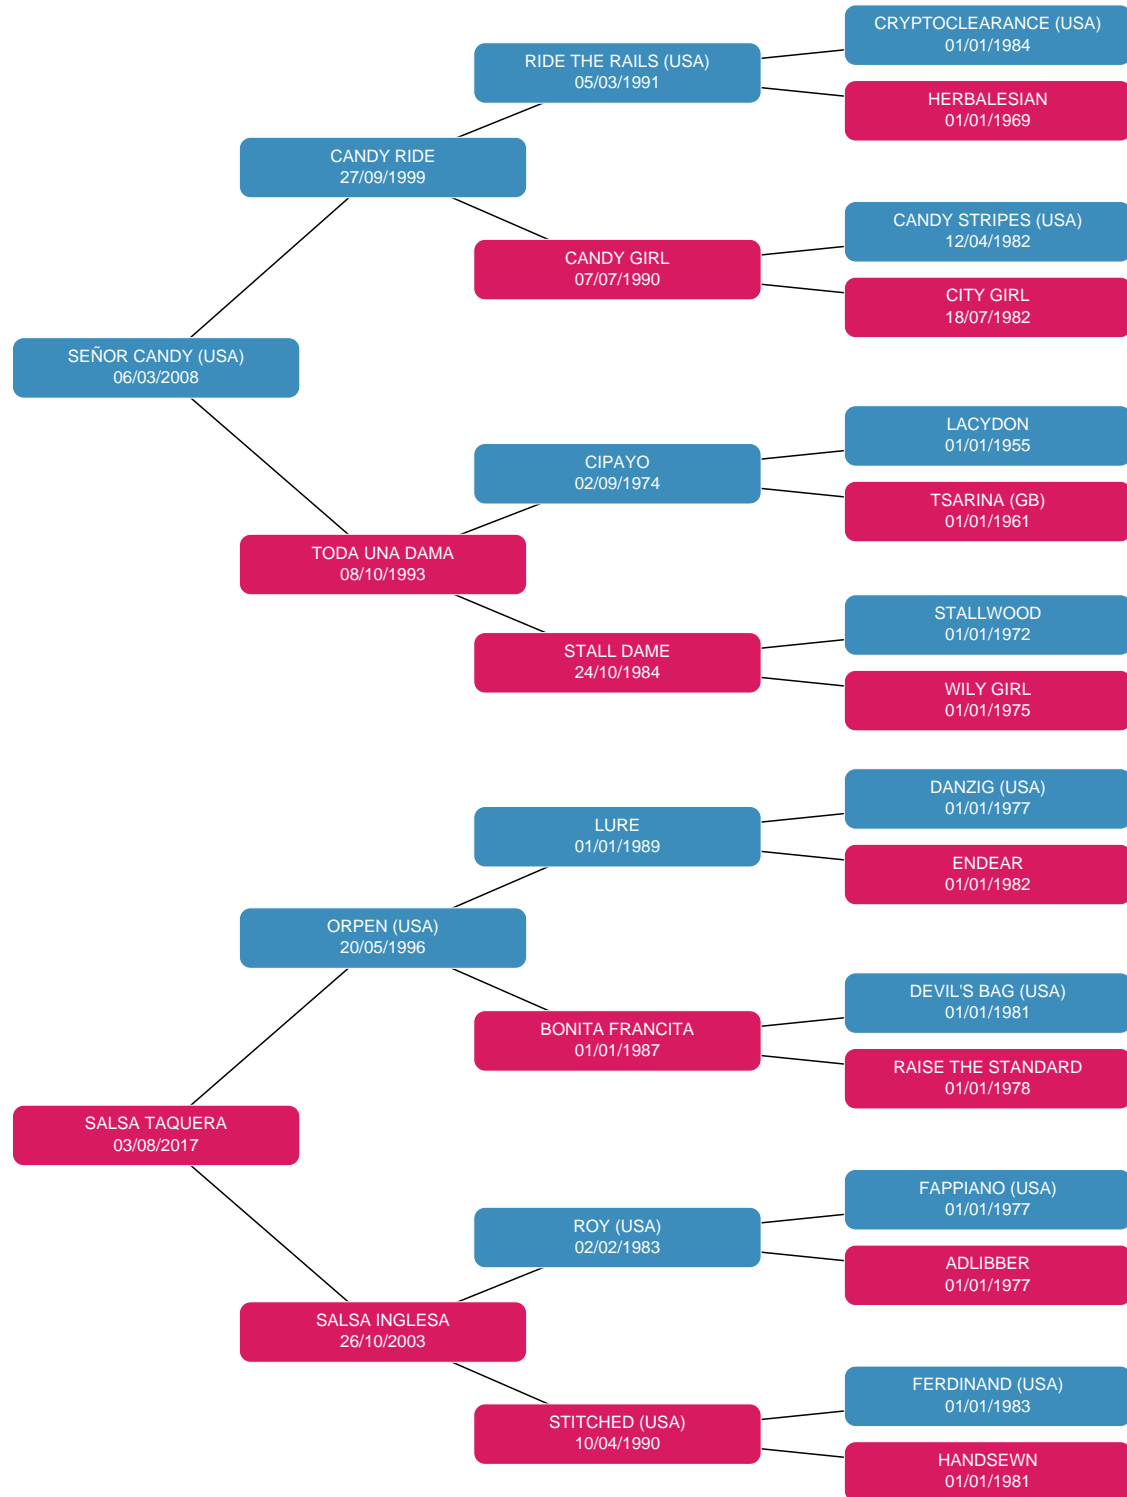 CRYPTOCLEARANCE (USA)
01/01/1984
RIDE THE RAILS (USA)
05/03/1991
HERBALESIAN
01/01/1969
CANDY RIDE
27/09/1999
CANDY STRIPES (USA)
12/04/1982
CANDY GIRL
07/07/1990
CITY GIRL
18/07/1982
SEÑOR CANDY (USA)
06/03/2008
LACYDON
01/01/1955
CIPAYO
02/09/1974
TSARINA (GB)
01/01/1961
TODA UNA DAMA
08/10/1993
STALLWOOD
01/01/1972
STALL DAME
24/10/1984
WILY GIRL
01/01/1975
DANZIG (USA)
01/01/1977
LURE
01/01/1989
ENDEAR
01/01/1982
ORPEN (USA)
20/05/1996
DEVIL'S BAG (USA)
01/01/1981
BONITA FRANCITA
01/01/1987
RAISE THE STANDARD
01/01/1978
SALSA TAQUERA
03/08/2017
FAPPIANO (USA)
01/01/1977
ROY (USA)
02/02/1983
ADLIBBER
01/01/1977
SALSA INGLESA
26/10/2003
FERDINAND (USA)
01/01/1983
STITCHED (USA)
10/04/1990
HANDSEWN
01/01/1981